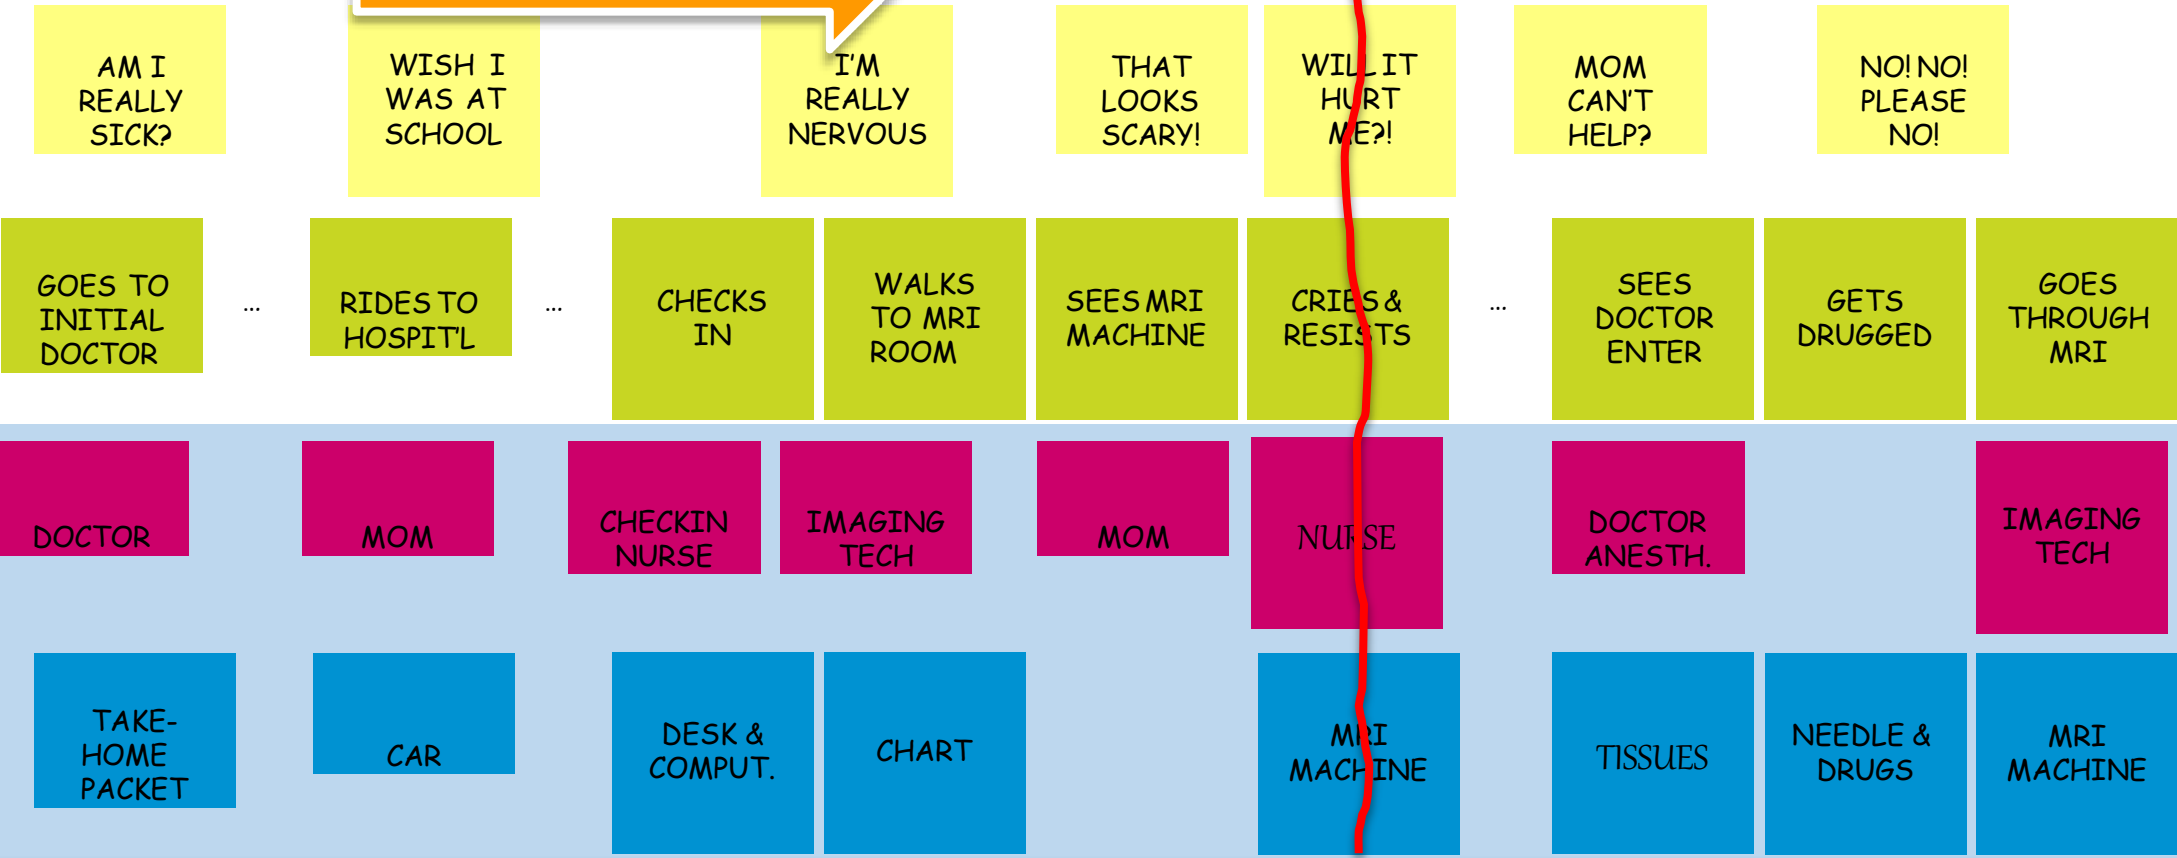 AM I
REALLY
SICK?
WISH I
WAS AT
SCHOOL
I'M
REALLY
NERVOUS
THAT
LOOKS
SCARY!
WILL IT
HURT
ME?!
MOM
CAN'T
HELP?
NO! NO!
PLEASE
NO!
GOES TO
INITIAL
DOCTOR
...
RIDES TO
HOSPIT'L
...
CHECKS
IN
WALKS
TO MRI
ROOM
SEES MRI
MACHINE
CRIES &
RESISTS
...
SEES
DOCTOR
ENTER
GETS
DRUGGED
GOES
THROUGH
MRI
DOCTOR
MOM
CHECKIN
NURSE
IMAGING
TECH
MOM
NURSE
DOCTOR
ANESTH.
IMAGING
TECH
TAKE-
HOME
PACKET
CAR
DESK &
COMPUT.
CHART
MRI
MACHINE
TISSUES
NEEDLE &
DRUGS
MRI
MACHINE